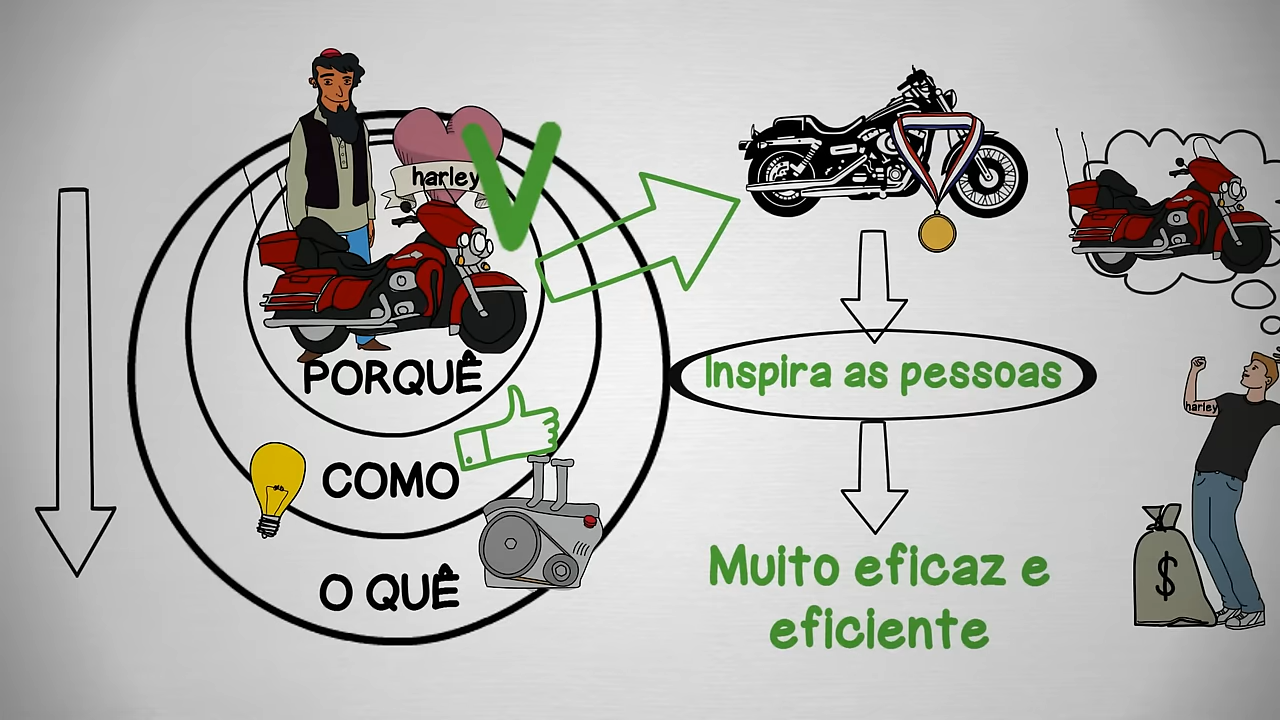 harley
PORQUÊ
COMO
O QUÊ
Inspira as pessoas
Muito eficaz e
eficiente
harley
$